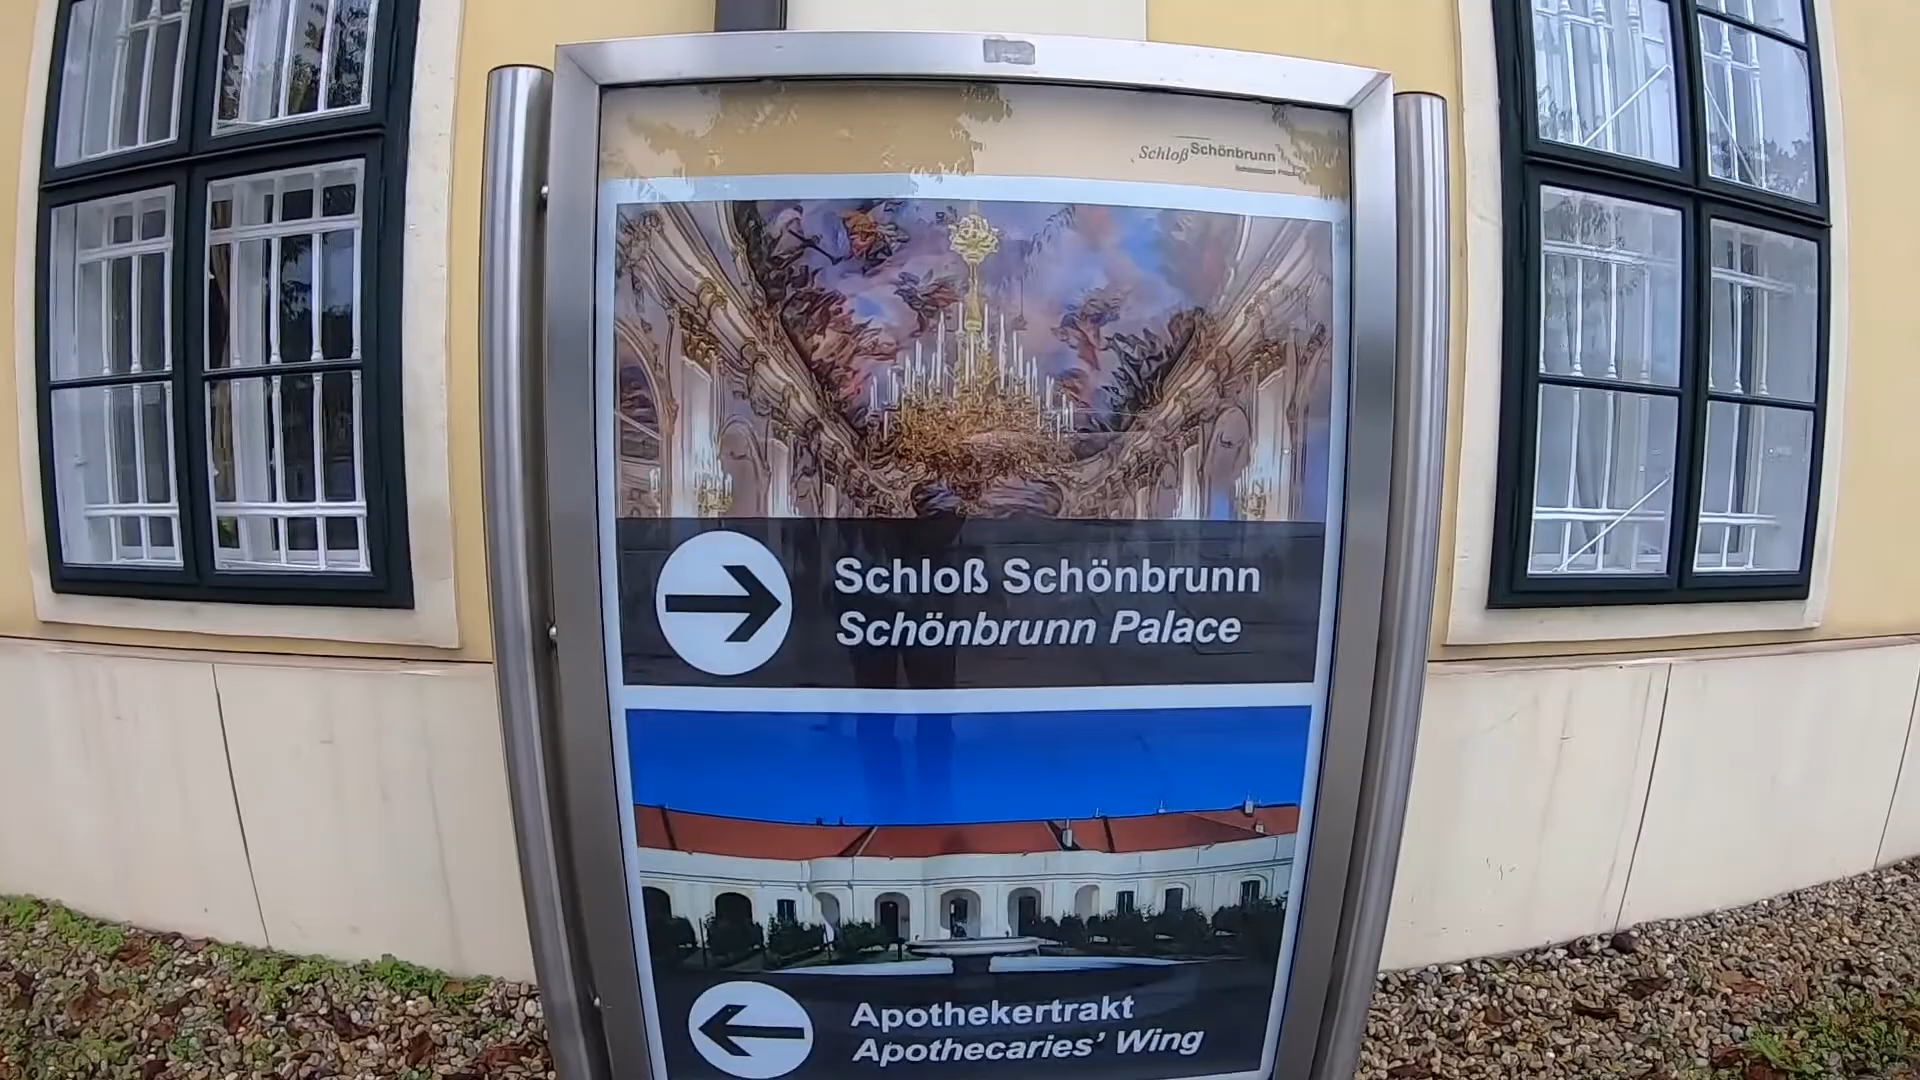 Schloß Schönbrunn
Schloß Schönbrunn
Schönbrunn Palace
Apothekertrakt
Apothecaries' Wing